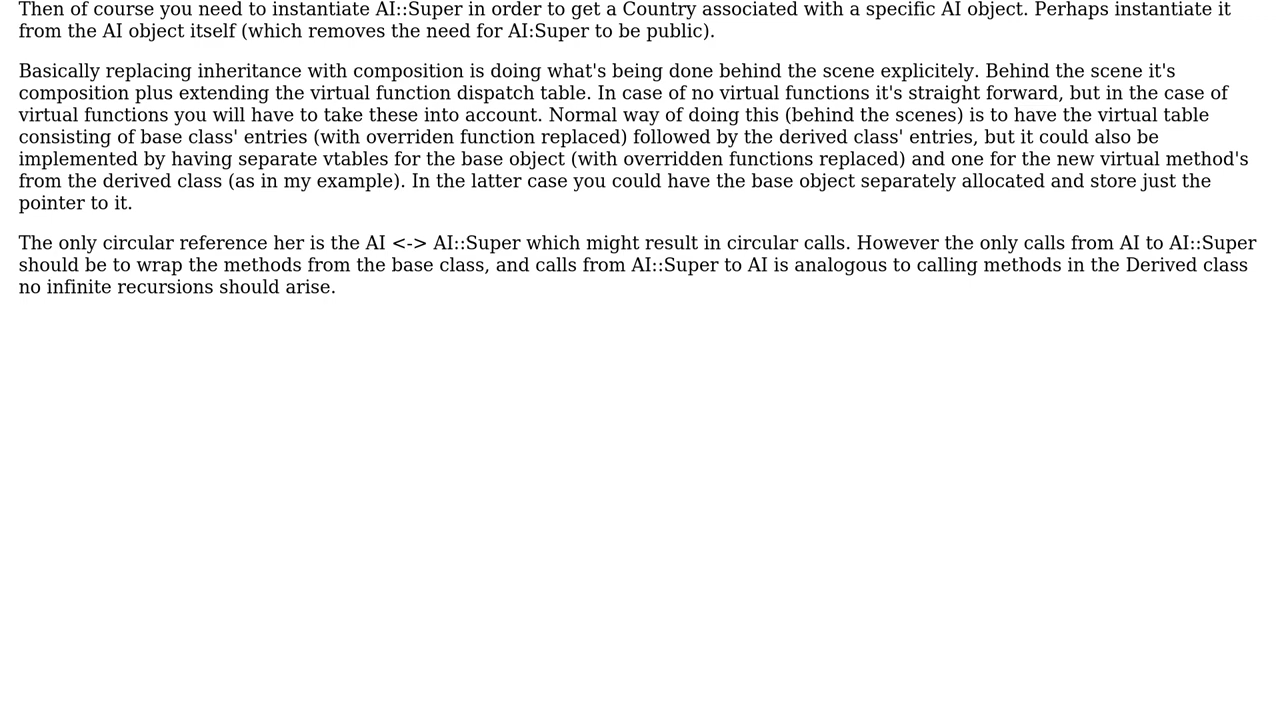 Then of course you need to instantiate AI::Super in order to get a Country associated with a specific AI object. Perhaps instantiate it
from the AI object itself (which removes the need for AI:Super to be public).
Basically replacing inheritance with composition is doing what's being done behind the scene explicitely. Behind the scene it's
composition plus extending the virtual function dispatch table. In case of no virtual functions it's straight forward, but in the case of
virtual functions you will have to take these into account. Normal way of doing this (behind the scenes) is to have the virtual table
consisting of base class' entries (with overriden function replaced) followed by the derived class' entries, but it could also be
implemented by having separate vtables for the base object (with overridden functions replaced) and one for the new virtual method's
from the derived class (as in my example). In the latter case you could have the base object separately allocated and store just the
pointer to it.
The only circular reference her is the AI <-> AI::Super which might result in circular calls. However the only calls from AI to AI::Super
should be to wrap the methods from the base class, and calls from AI::Super to AI is analogous to calling methods in the Derived class
no infinite recursions should arise.